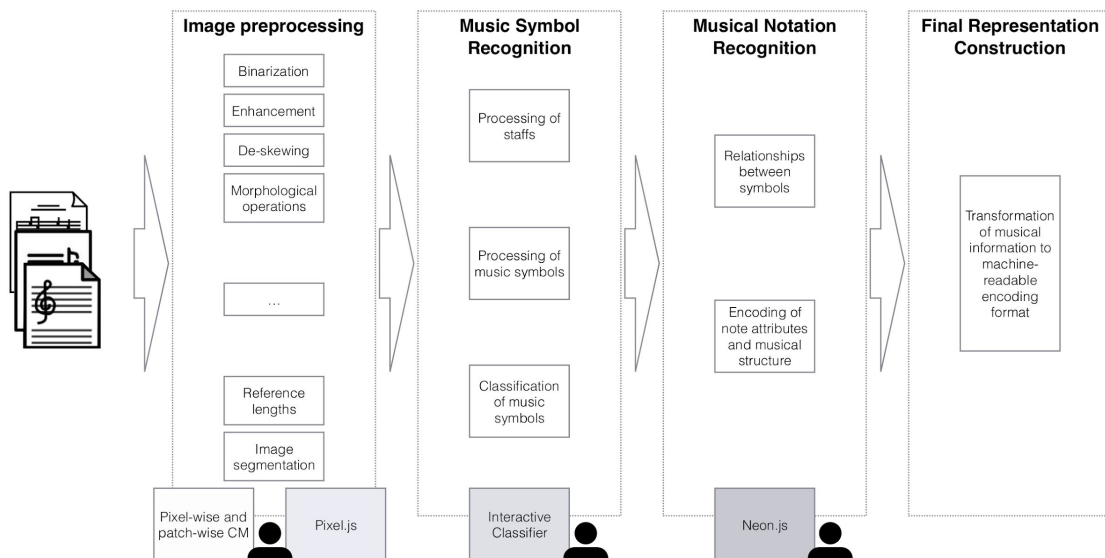 Image preprocessing
Binarization
Enhancement
De-skewing
Morphological
operations
...
Reference
lengths
Image
segmentation
Pixel-wise and
patch-wise CM
Pixel.js
Music Symbol
Recognition
Processing of
staffs
Processing
of music symbols
Classification
of music
symbols
Interactive
Classifier
Musical Notation
Recognition
Relationships
between
symbols
Encoding of
note attributes
and musical
structure
Neon.js
Final Representation
Construction
Transformation
of musical
information to
machine-
readable
encoding
format